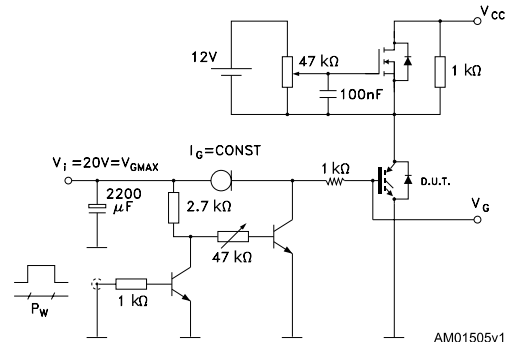 V CC
12V
47 kΩ
1 kΩ
100nF
I G=CONST
V i = 20V=V GMAX
1 kΩ
D.U.T.
2200
μF
2.7 kΩ
V G
47 kΩ
1 kΩ
P W
AM01505v1